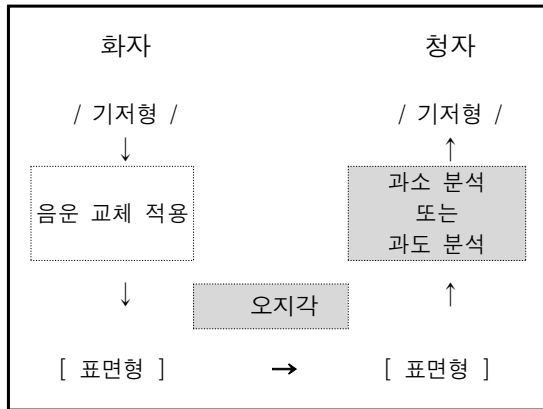 화자 청자
/ 기저형 / / 기저형 /
↓ ↑
음운 교체 적용 과소 분석
또는
과도 분석
↓ 오지각 ↑
[ 표면형 ] → [ 표면형 ]